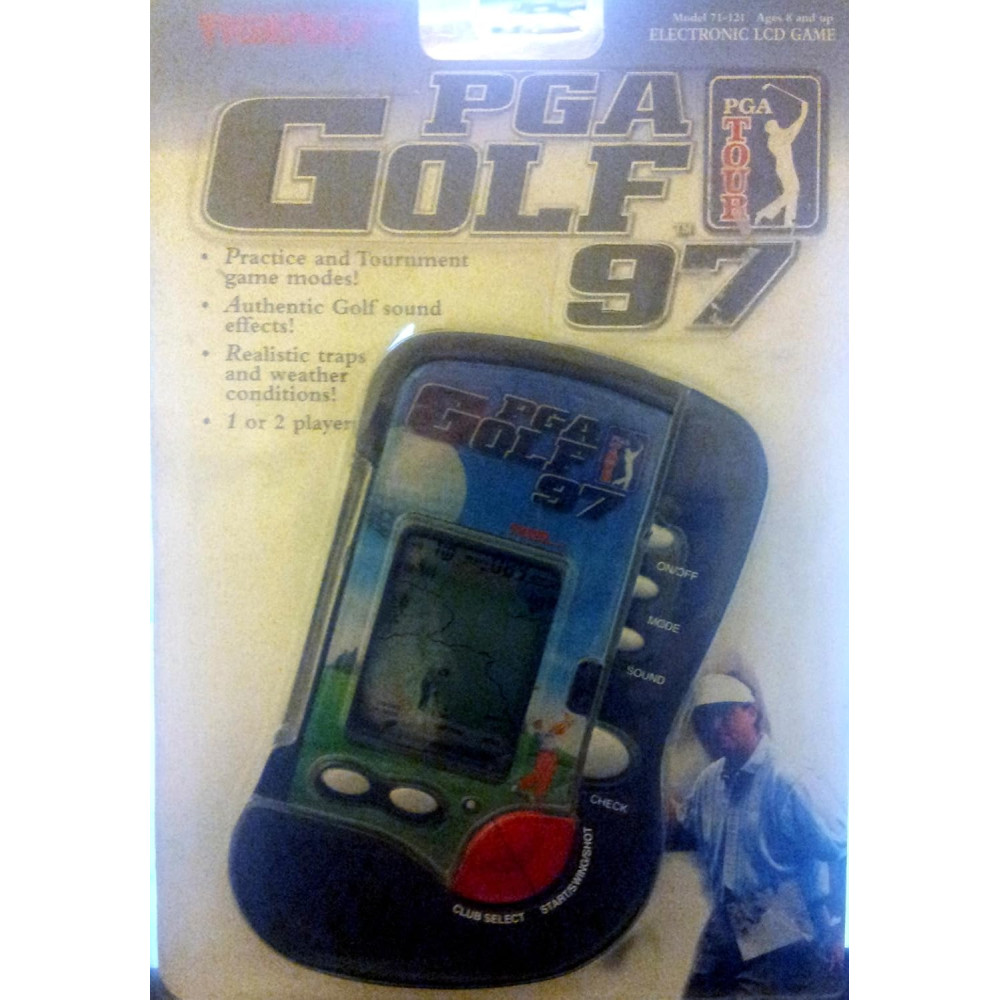 Model 71-121 Ages 8 and up
ELECTRONIC LCD GAME
PGA
GOLF
97
TM
PGA
TOUR
• Practice and Tournment
game modes!
• Authentic Golf sound
effects!
• Realistic traps
and weather
conditions!
• 1 or 2 player
PGA
GOLF
97
ON/OFF
MODE
SOUND
CHECK
CLUB SELECT
START/SWING/SHOT